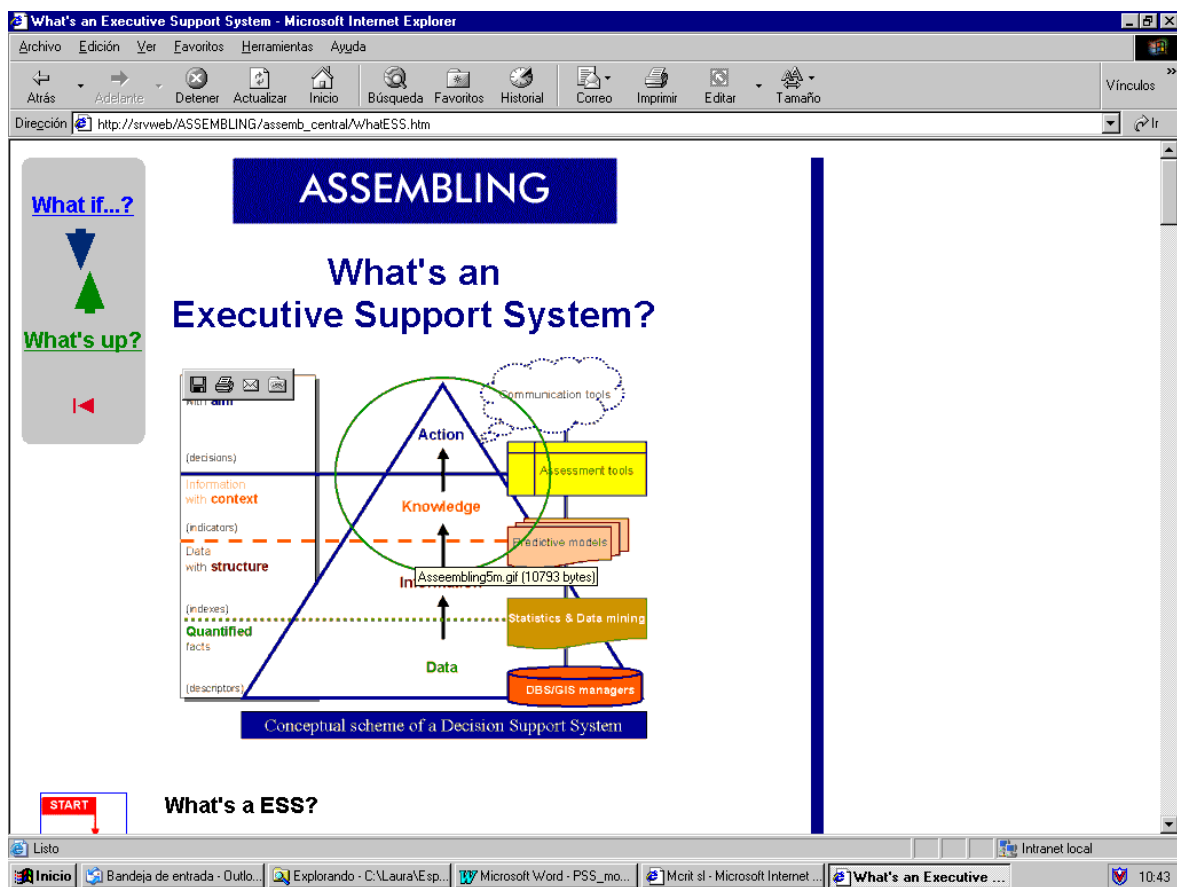 What's an Executive Support System - Microsoft Internet Explorer
Archivo Edición Ver Favoritos Herramientas Ayuda
Atrás Adelante Detener Actualizar Inicio Búsqueda Favoritos Historial Correo Imprimir Editar Tamaño Vínculos »
Dirección http://srvweb/ASSEMBLING/assemb_central/WhatESS.htm Ir
What if...?
What's up?
ASSEMBLING
What's an
Executive Support System?
with aim
(decisions)
Information
with context
(indicators)
Data
with structure
(indexes)
Quantified
facts
(descriptors)
Action
Knowledge
Information
Asseembling5m.gif (10793 bytes)
Data
Communication tools
Assessment tools
Predictive models
Statistics & Data mining
DBS/GIS managers
Conceptual scheme of a Decision Support System
START
What's a ESS?
Listo
Intranet local
Inicio Bandeja de entrada - Outlo... Explorando - C:\Laura\Esp... Microsoft Word - PSS_mo... Mcrit sl - Microsoft Internet ... What's an Executive ... 10:43